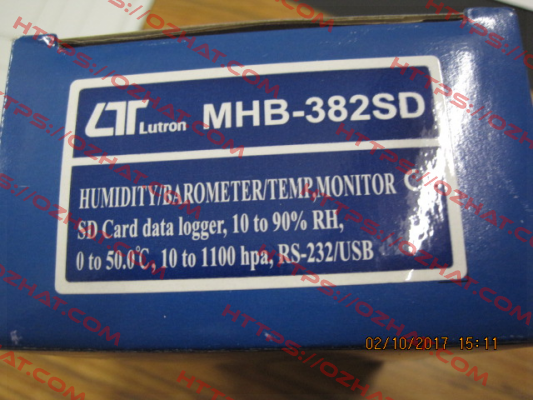 Lutron MHB-382SD
HUMIDITY/BAROMETER/TEMP,MONITOR
SD Card data logger, 10 to 90% RH,
0 to 50.0℃, 10 to 1100 hpa, RS-232/USB
02/10/2017 15:11
HTTPS://OZHAT.COM